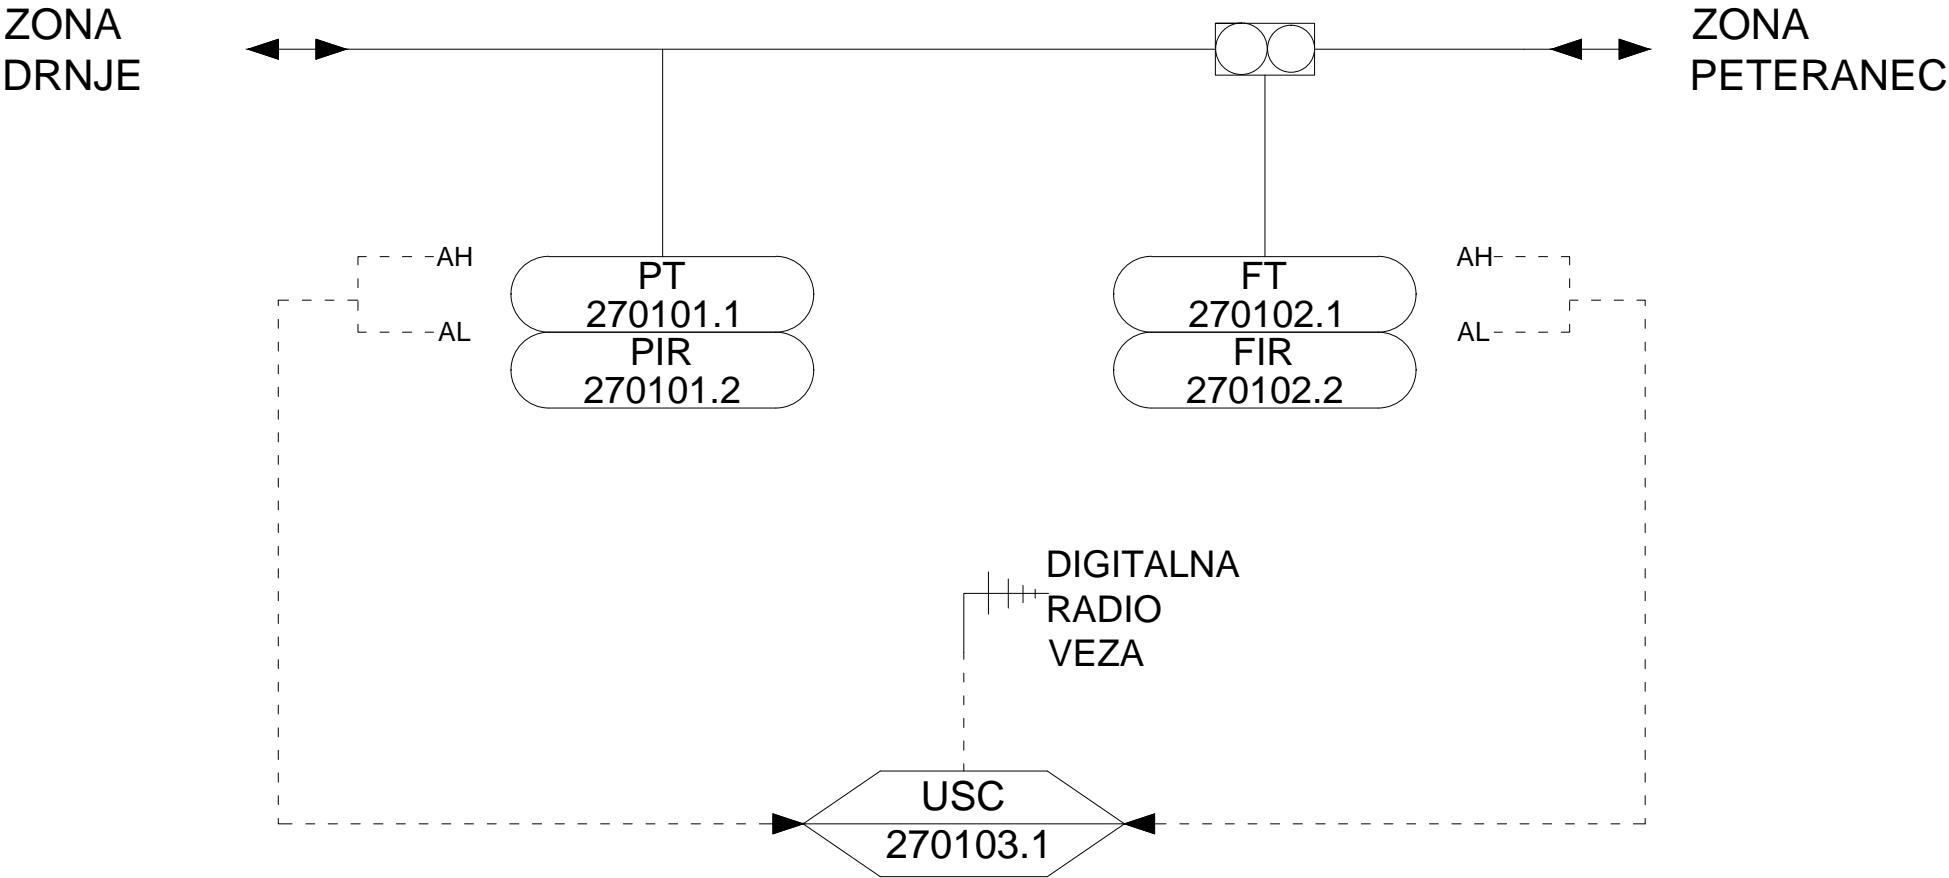 ZONA
DRNJE
ZONA
PETERANEC
AH
AL
PT
270101.1
PIR
270101.2
FT
270102.1
FIR
270102.2
AH
AL
DIGITALNA
RADIO
VEZA
USC
270103.1